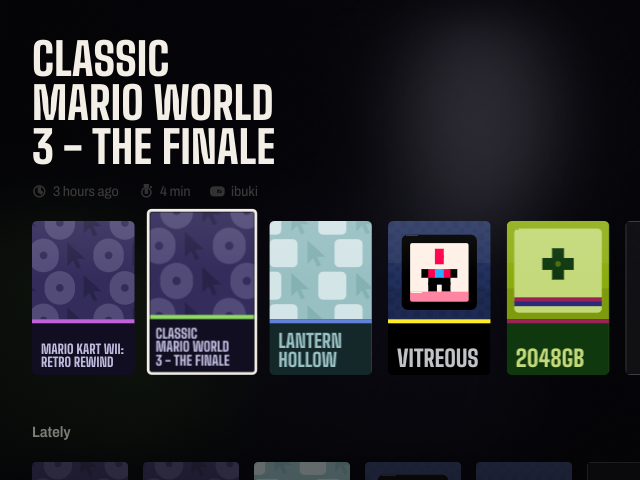 CLASSIC
MARIO WORLD
3 – THE FINALE
3 hours ago 4 min ibuki
MARIO KART WII:
RETRO REWIND
CLASSIC
MARIO WORLD
3 – THE FINALE
LANTERN
HOLLOW
VITREOUS
2048GB
Lately